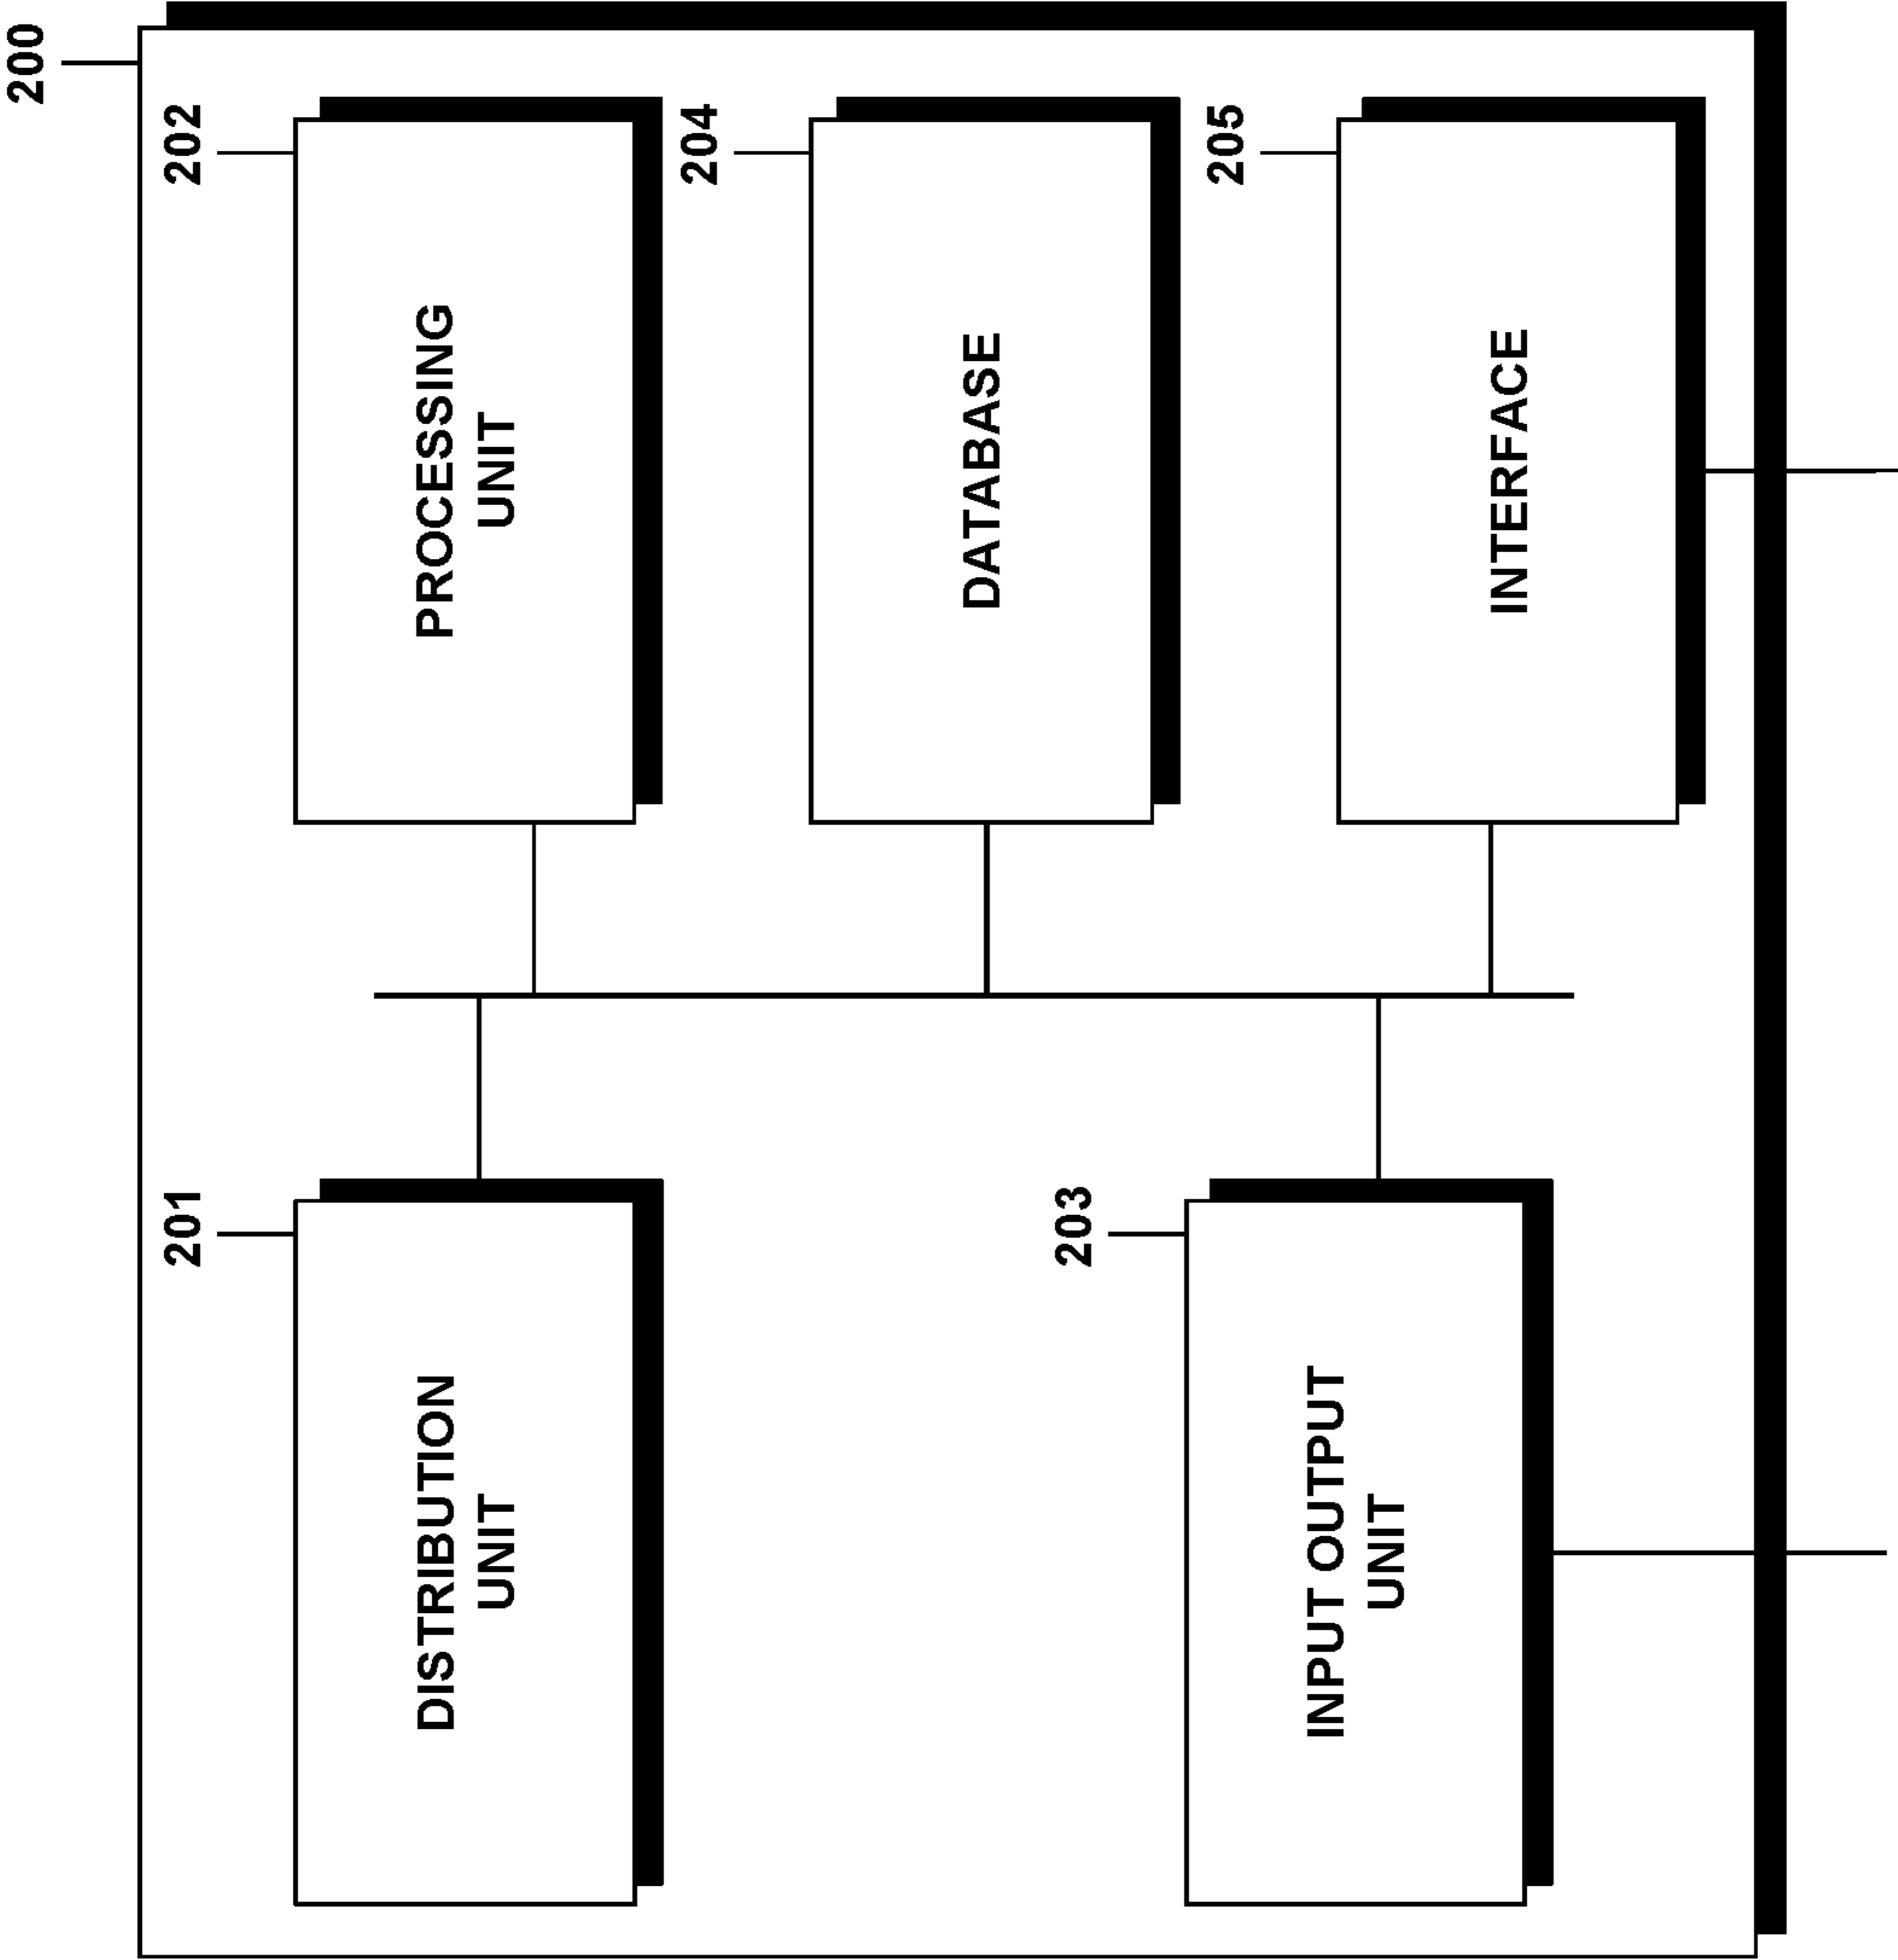 200
201
DISTRIBUTION
UNIT
202
PROCESSING
UNIT
204
DATABASE
203
INPUT OUTPUT
UNIT
205
INTERFACE